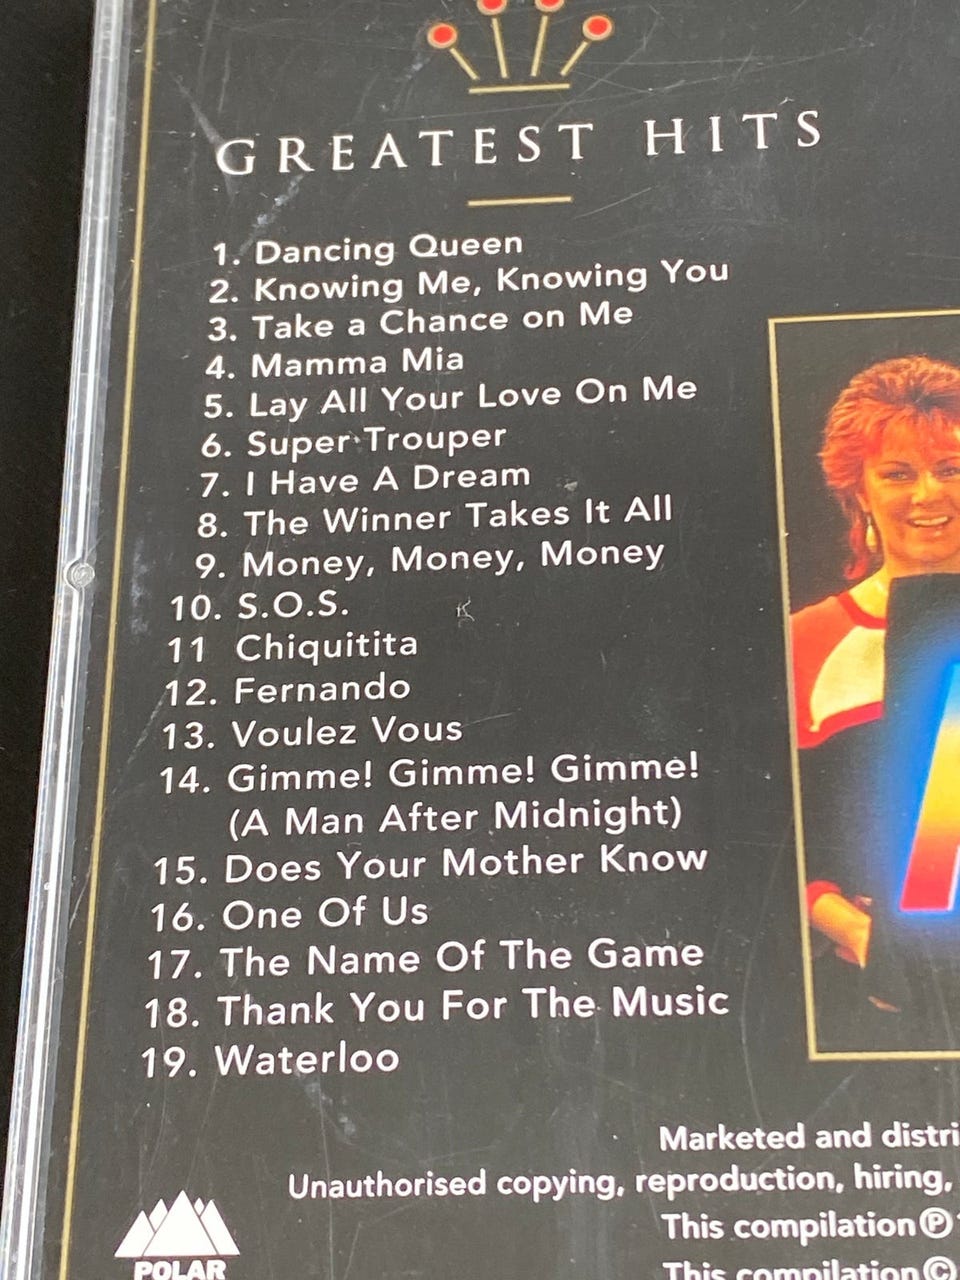 GREATEST HITS
1. Dancing Queen
2. Knowing Me, Knowing You
3. Take a Chance on Me
4. Mamma Mia
5. Lay All Your Love On Me
6. Super Trouper
7. I Have A Dream
8. The Winner Takes It All
9. Money, Money, Money
10. S.O.S.
11 Chiquitita
12. Fernando
13. Voulez Vous
14. Gimme! Gimme! Gimme!
(A Man After Midnight)
15. Does Your Mother Know
16. One Of Us
17. The Name Of The Game
18. Thank You For The Music
19. Waterloo
Marketed and distri
Unauthorised copying, reproduction, hiring,
This compilation ℗
This compilation ©
POLAR